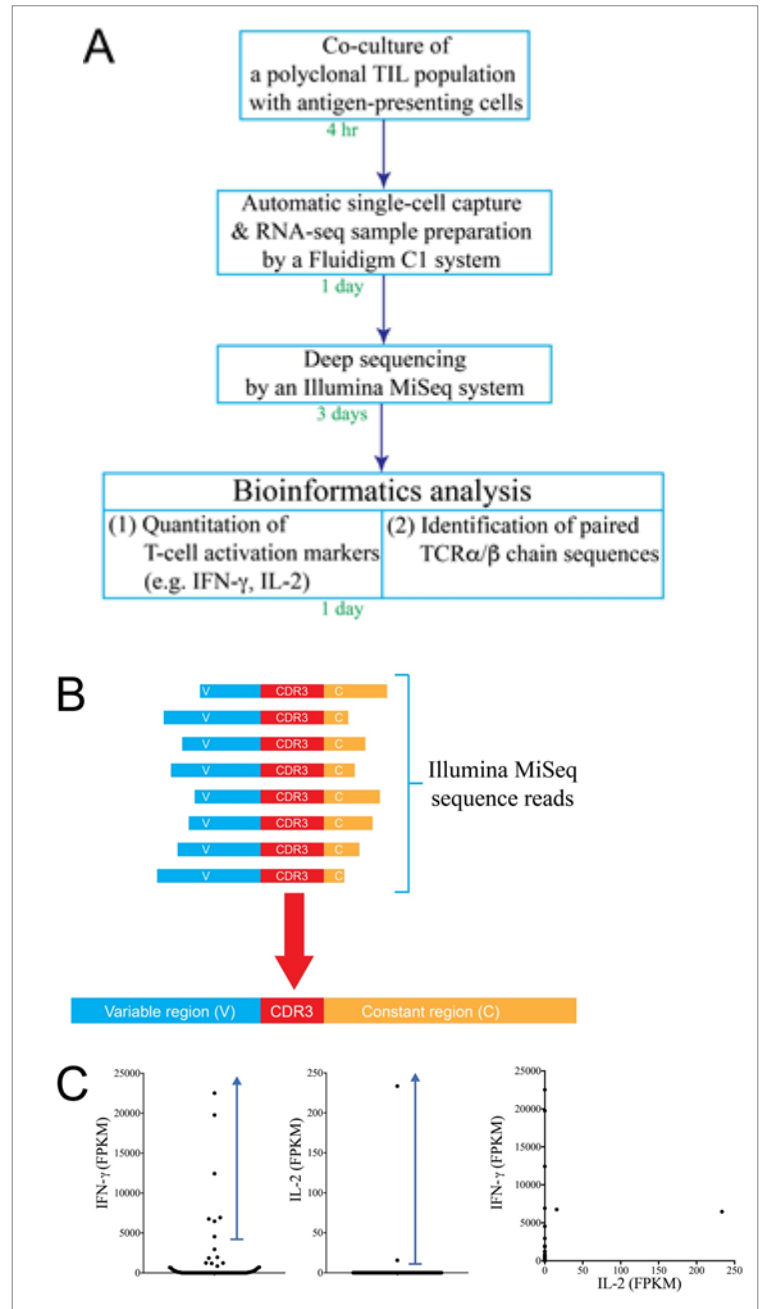 A
Co-culture of
a polyclonal TIL population
with antigen-presenting cells
4 hr
Automatic single-cell capture
& RNA-seq sample preparation
by a Fluidigm C1 system
1 day
Deep sequencing
by an Illumina MiSeq system
3 days
Bioinformatics analysis
(1) Quantitation of
T-cell activation markers
(e.g. IFN-γ, IL-2)
(2) Identification of paired
TCRα/β chain sequences
1 day
B
V CDR3 C
V CDR3 C
V CDR3 C
V CDR3 C
V CDR3 C
V CDR3 C
V CDR3 C
V CDR3 C
Illumina MiSeq
sequence reads
Variable region (V) CDR3 Constant region (C)
C
IFN-γ (FPKM)
25000
20000
15000
10000
5000
0
IL-2 (FPKM)
250
200
150
100
50
0
IFN-γ (FPKM)
25000
20000
15000
10000
5000
0
0 50 100 150 200 250
IL-2 (FPKM)